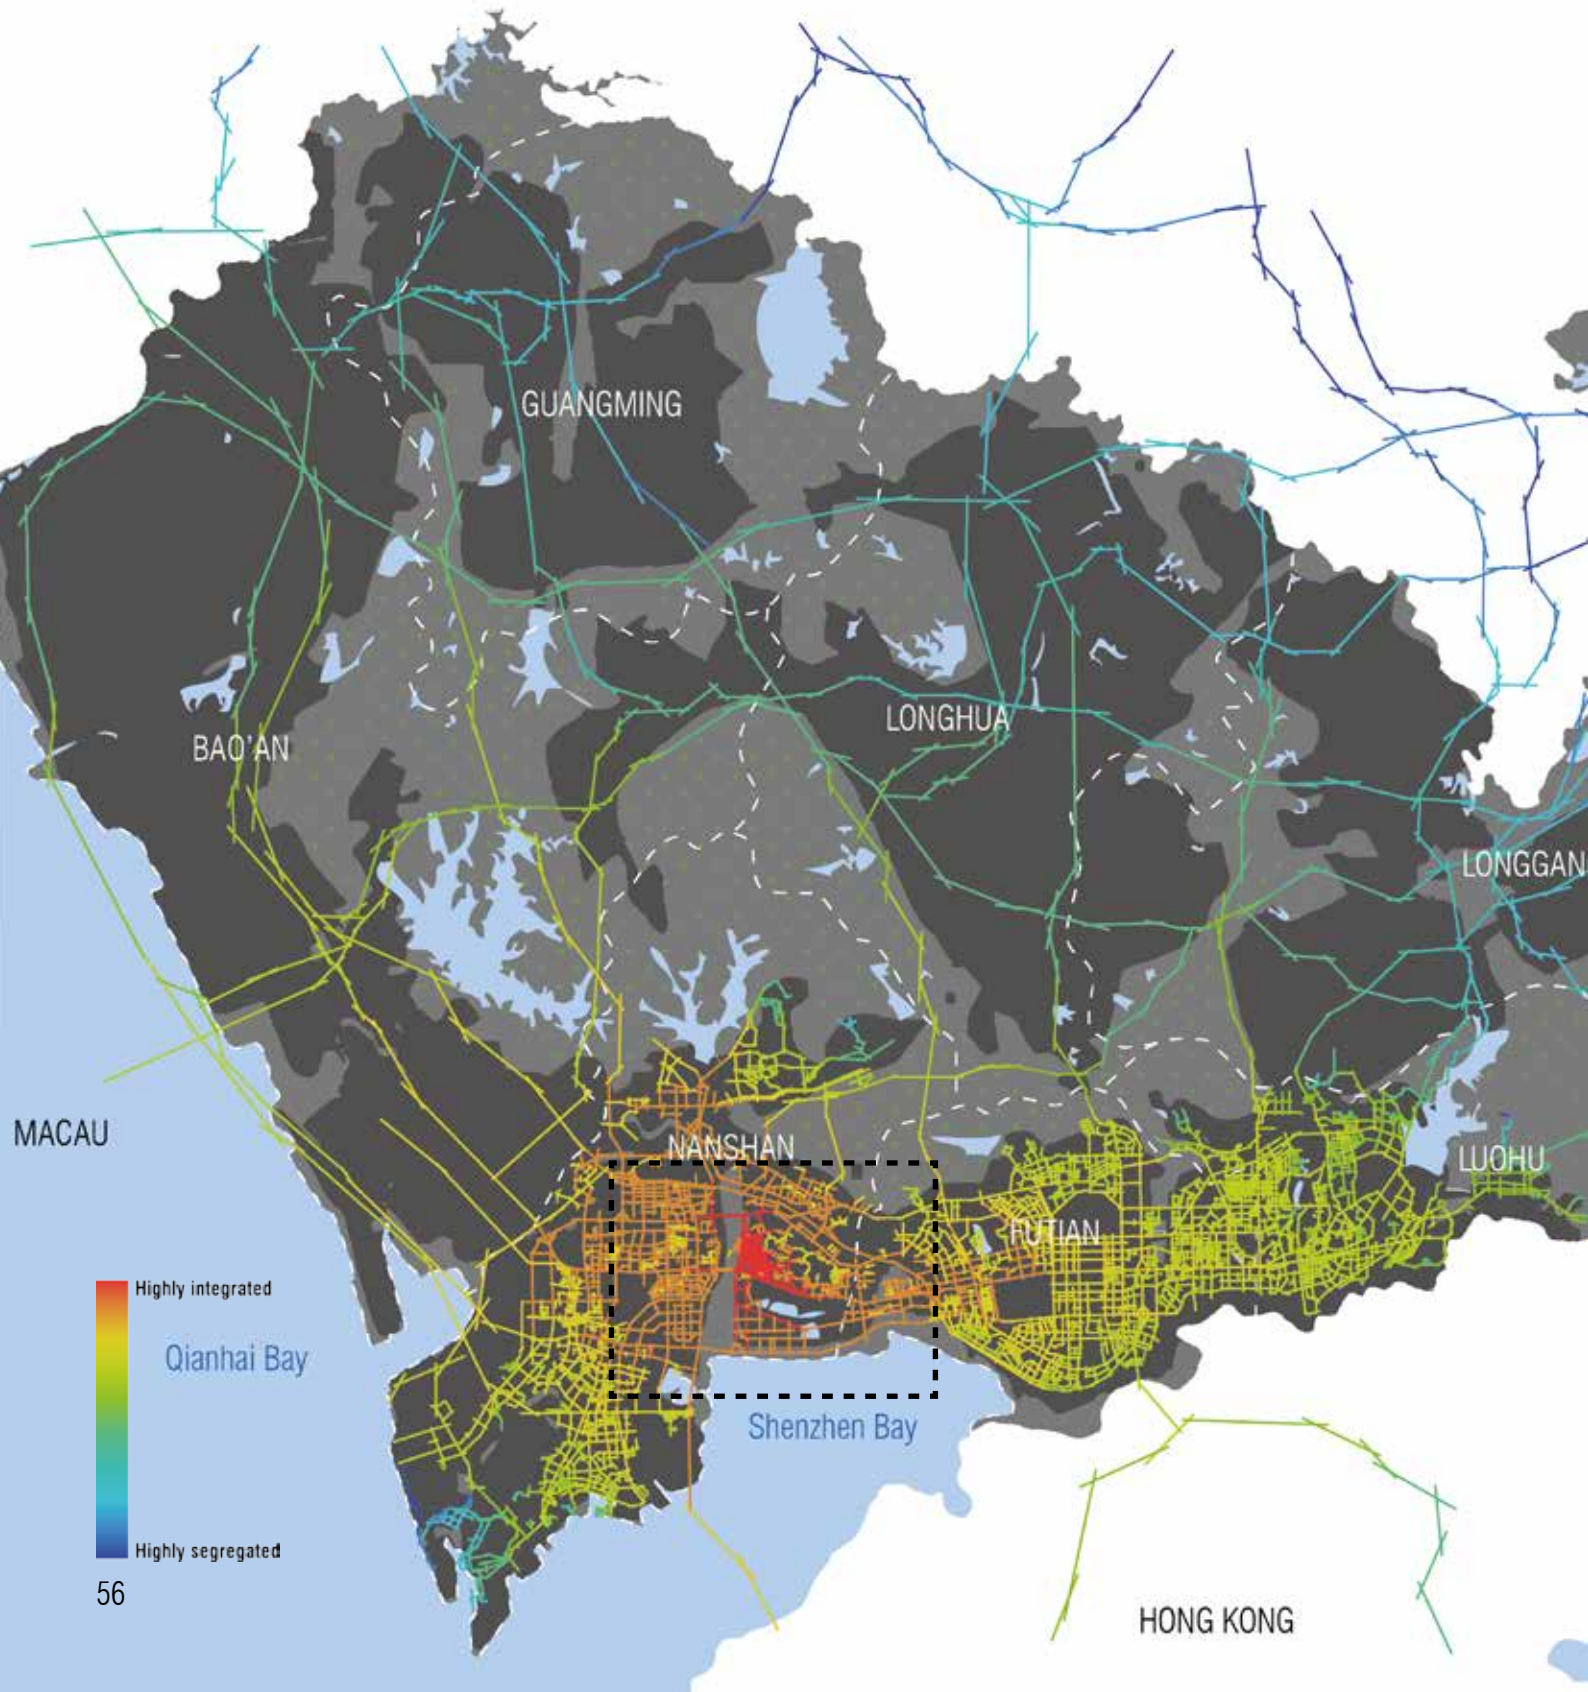 GUANGMING
LONGHUA
BAO'AN
LONGGAN
MACAU
NANSHAN
LUOHU
FUTIAN
Highly integrated
Qianhai Bay
Shenzhen Bay
Highly segregated
56
HONG KONG